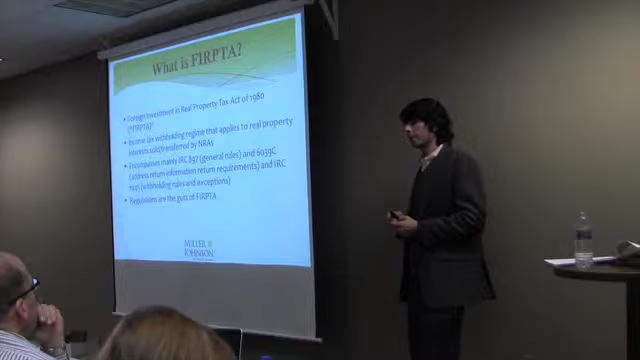 What is FIRPTA?
• Foreign Investment in Real Property Tax Act of 1980
("FIRPTA")
• Income tax withholding regime that applies to real property
interests sold/transferred by NRAs
• Encompasses mainly IRC 897 (general rules) and 6039C
(address return information return requirements) and IRC
1445 (withholding rules and exceptions)
• Regulations are the guts of FIRPTA
MILLER
JOHNSON